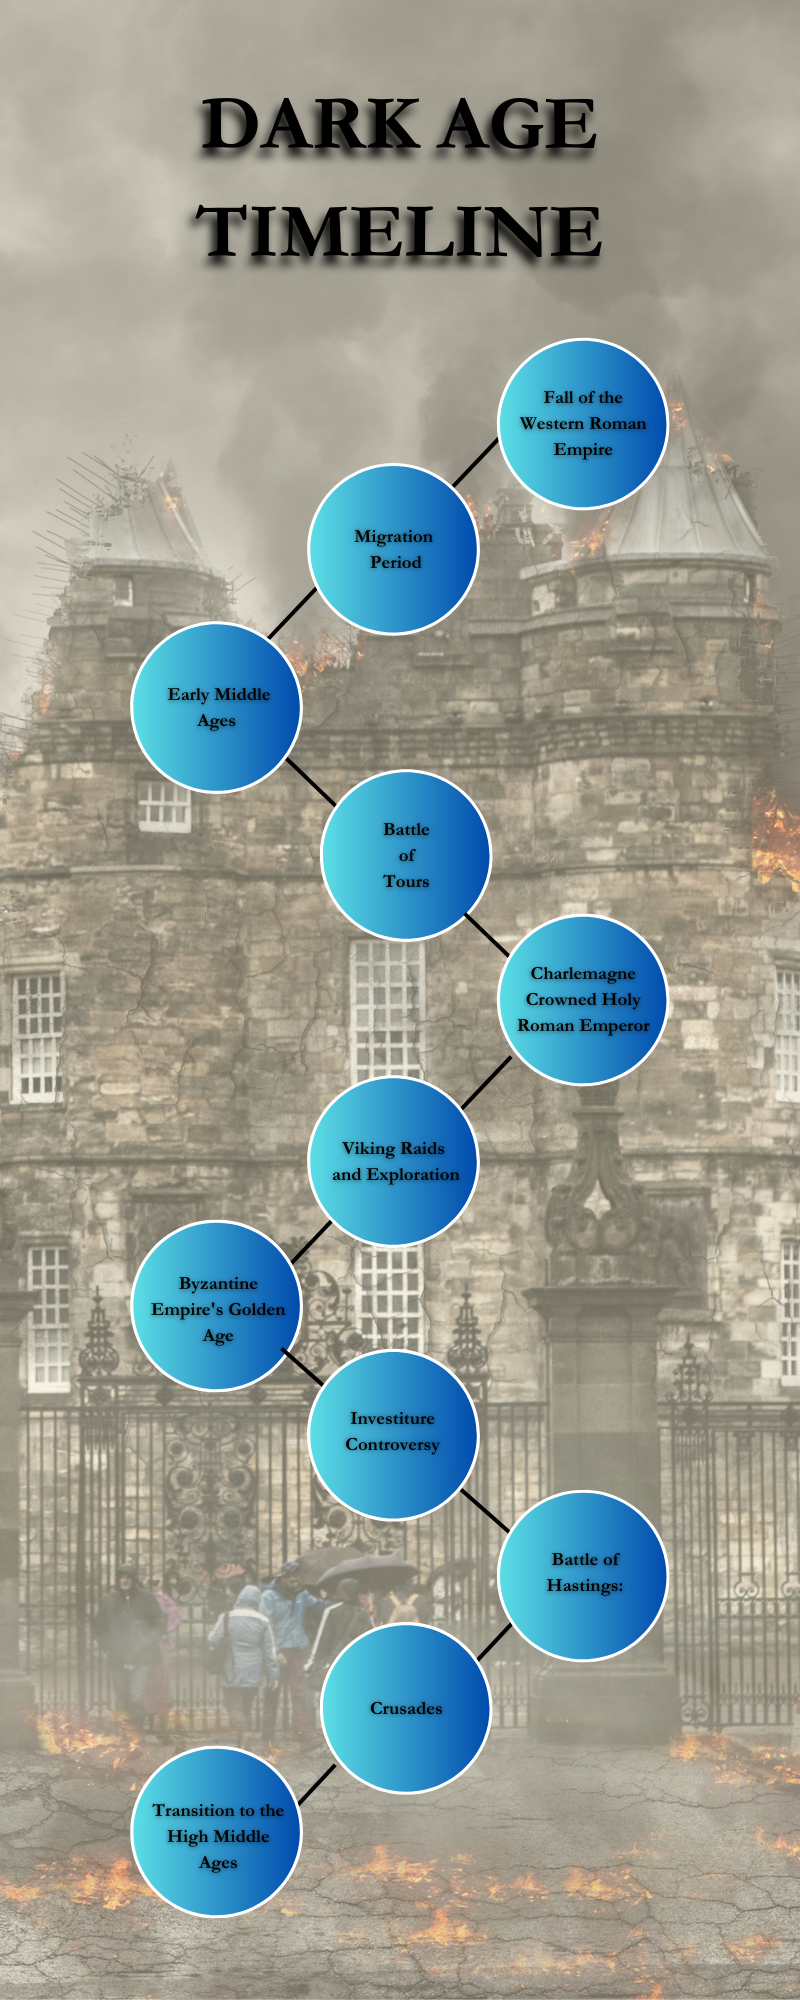 DARK AGE
TIMELINE
Fall of the
Western Roman
Empire
Migration
Period
Early Middle
Ages
Battle
of
Tours
Charlemagne
Crowned Holy
Roman Emperor
Viking Raids
and Exploration
Byzantine
Empire's Golden
Age
Investiture
Controversy
Battle of
Hastings:
Crusades
Transition to the
High Middle
Ages